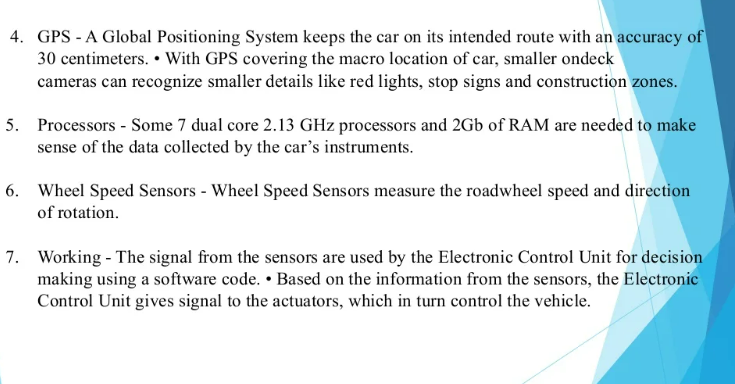 4. GPS - A Global Positioning System keeps the car on its intended route with an accuracy of
30 centimeters. • With GPS covering the macro location of car, smaller ondeck
cameras can recognize smaller details like red lights, stop signs and construction zones.
5. Processors - Some 7 dual core 2.13 GHz processors and 2Gb of RAM are needed to make
sense of the data collected by the car’s instruments.
6. Wheel Speed Sensors - Wheel Speed Sensors measure the roadwheel speed and direction
of rotation.
7. Working - The signal from the sensors are used by the Electronic Control Unit for decision
making using a software code. • Based on the information from the sensors, the Electronic
Control Unit gives signal to the actuators, which in turn control the vehicle.